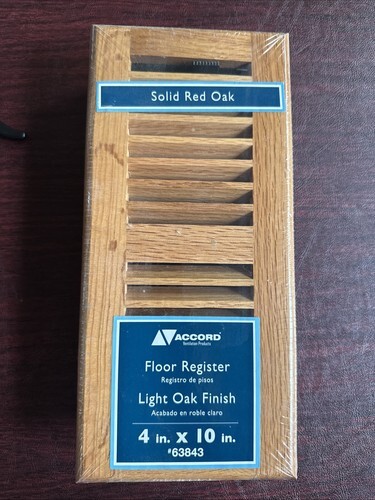 Solid Red Oak
ACCORD
Ventilation Products
Floor Register
Registro de pisos
Light Oak Finish
Acabado en roble claro
4 in. x 10 in.
#63843